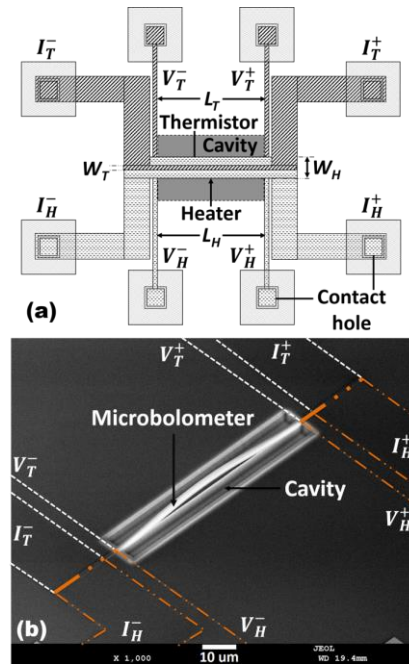 I_T^- V_T^- V_T^+ I_T^+
L_T
Thermistor
Cavity
W_T W_H
Heater
I_H^- L_H I_H^+
V_H^- V_H^+
Contact
hole
(a)
V_T^+ I_T^+
Microbolometer
I_H^+
V_T^- Cavity V_H^+
I_T^-
(b) I_H^- V_H^-
X 1,000 10 um JEOL
WD 19.4mm